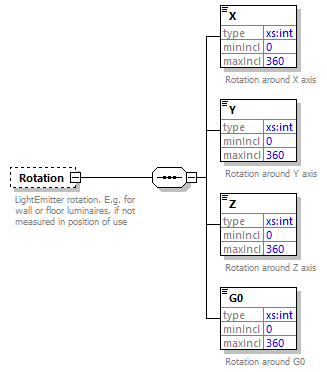 X
type xs:int
minIncl 0
maxIncl 360
Rotation around X axis
Y
type xs:int
minIncl 0
maxIncl 360
Rotation around Y axis
Rotation
LightEmitter rotation. E.g. for
wall or floor luminaires, if not
measured in position of use
Z
type xs:int
minIncl 0
maxIncl 360
Rotation around Z axis
G0
type xs:int
minIncl 0
maxIncl 360
Rotation around G0